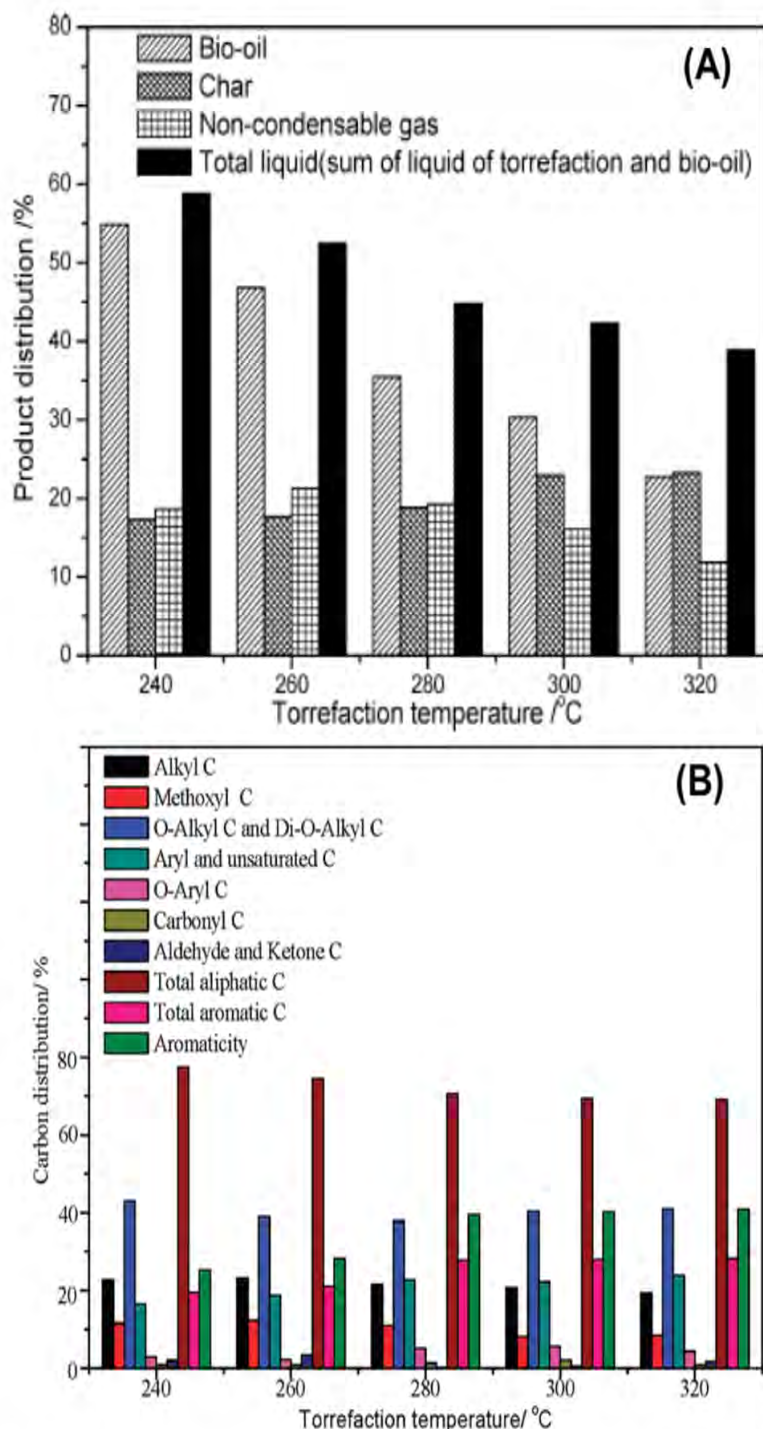 (A)
Bio-oil
Char
Non-condensable gas
Total liquid(sum of liquid of torrefaction and bio-oil)
Product distribution /%
80
70
60
50
40
30
20
10
0
240 260 280 300 320
Torrefaction temperature /°C
(B)
Alkyl C
Methoxyl C
O-Alkyl C and Di-O-Alkyl C
Aryl and unsaturated C
O-Aryl C
Carbonyl C
Aldehyde and Ketone C
Total aliphatic C
Total aromatic C
Aromaticity
Carbon distribution/ %
80
60
40
20
0
240 260 280 300 320
Torrefaction temperature/ °C